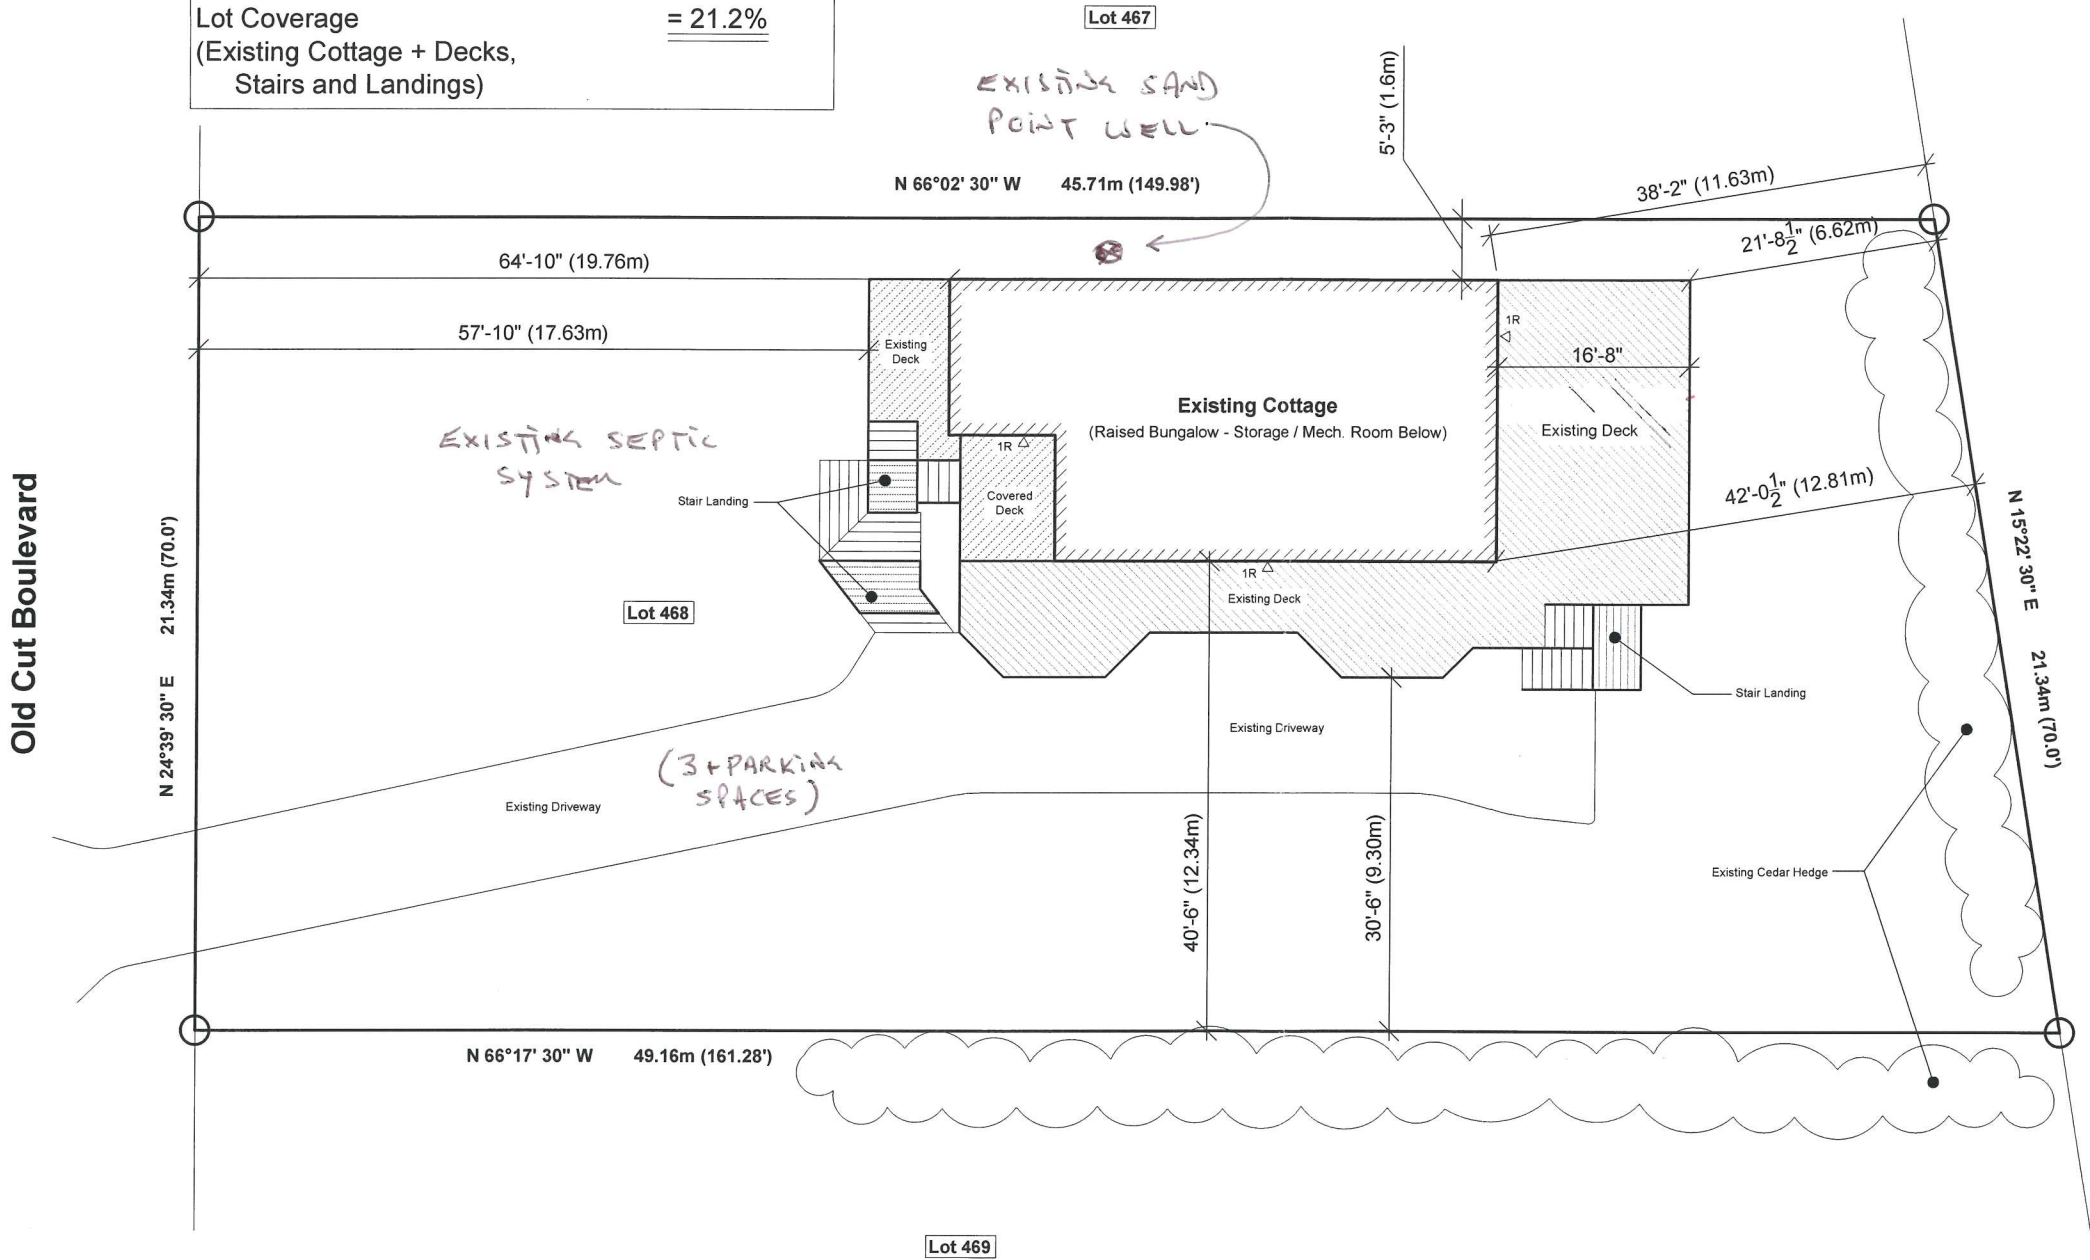 Lot Coverage = 21.2%
(Existing Cottage + Decks,
Stairs and Landings)
Lot 467
EXISTING SAND
POINT WELL
5'-3" (1.6m)
N 66°02' 30" W 45.71m (149.98')
38'-2" (11.63m)
21'-8½" (6.62m)
64'-10" (19.76m)
57'-10" (17.63m)
Existing
Deck
1R
16'-8"
Existing Cottage
(Raised Bungalow - Storage / Mech. Room Below)
Existing Deck
EXISTING SEPTIC
SYSTEM
1R
Stair Landing
Covered
Deck
42'-0½" (12.81m)
N 15°22' 30" E 21.34m (70.0')
Old Cut Boulevard
N 24°39' 30" E 21.34m (70.0')
1R
Existing Deck
Lot 468
Stair Landing
Existing Driveway
(3+PARKING
SPACES)
Existing Driveway
40'-6" (12.34m)
30'-6" (9.30m)
Existing Cedar Hedge
N 66°17' 30" W 49.16m (161.28')
Lot 469